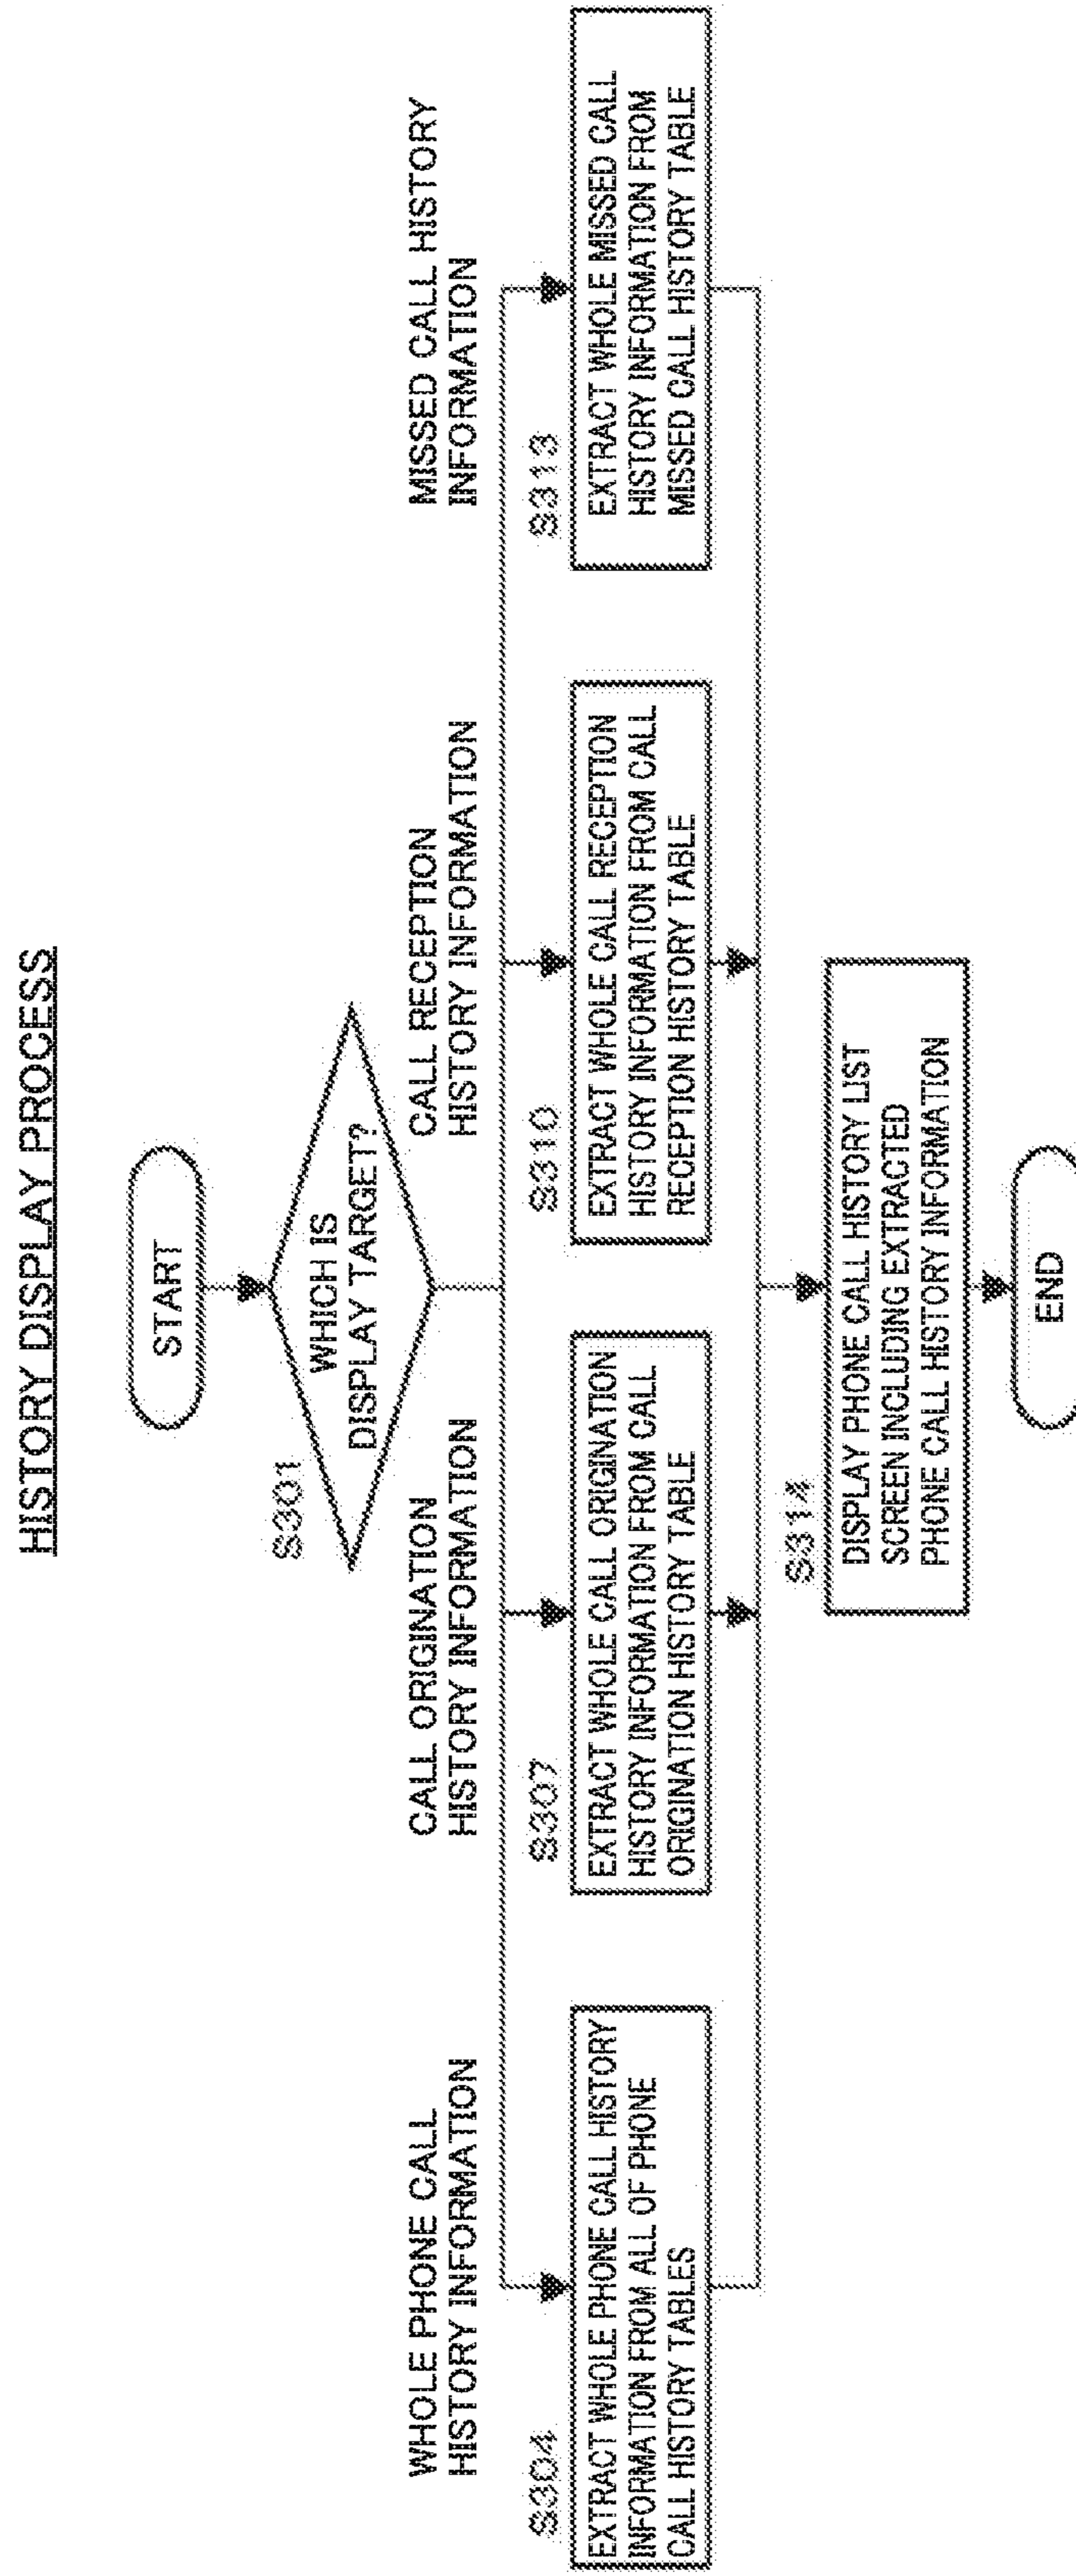 HISTORY DISPLAY PROCESS
START
S301
WHICH IS
DISPLAY TARGET?
WHOLE PHONE CALL
HISTORY INFORMATION
CALL ORIGINATION
HISTORY INFORMATION
CALL RECEPTION
HISTORY INFORMATION
MISSED CALL HISTORY
INFORMATION
S304
EXTRACT WHOLE PHONE CALL HISTORY
INFORMATION FROM ALL OF PHONE
CALL HISTORY TABLES
S307
EXTRACT WHOLE CALL ORIGINATION
HISTORY INFORMATION FROM CALL
ORIGINATION HISTORY TABLE
S310
EXTRACT WHOLE CALL RECEPTION
HISTORY INFORMATION FROM CALL
RECEPTION HISTORY TABLE
S313
EXTRACT WHOLE MISSED CALL
HISTORY INFORMATION FROM
MISSED CALL HISTORY TABLE
S314
DISPLAY PHONE CALL HISTORY LIST
SCREEN INCLUDING EXTRACTED
PHONE CALL HISTORY INFORMATION
END